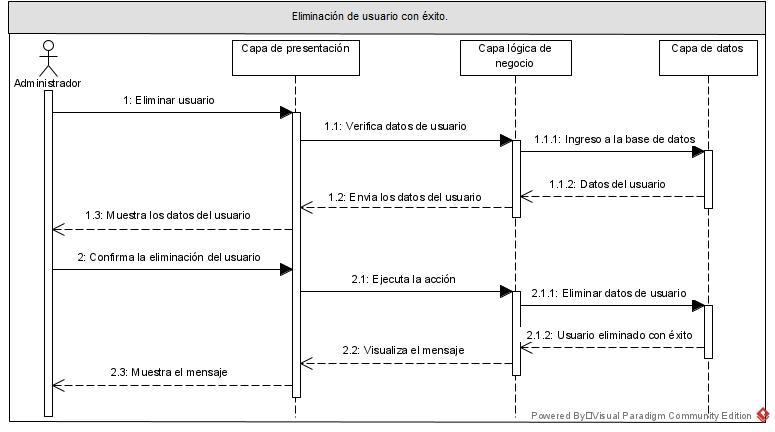 Eliminación de usuario con éxito.
Administrador
Capa de presentación
Capa lógica de
negocio
Capa de datos
1: Eliminar usuario
1.1: Verifica datos de usuario
1.1.1: Ingreso a la base de datos
1.1.2: Datos del usuario
1.2: Envia los datos del usuario
1.3: Muestra los datos del usuario
2: Confirma la eliminación del usuario
2.1: Ejecuta la acción
2.1.1: Eliminar datos de usuario
2.1.2: Usuario eliminado con éxito
2.2: Visualiza el mensaje
2.3: Muestra el mensaje
Powered By Visual Paradigm Community Edition